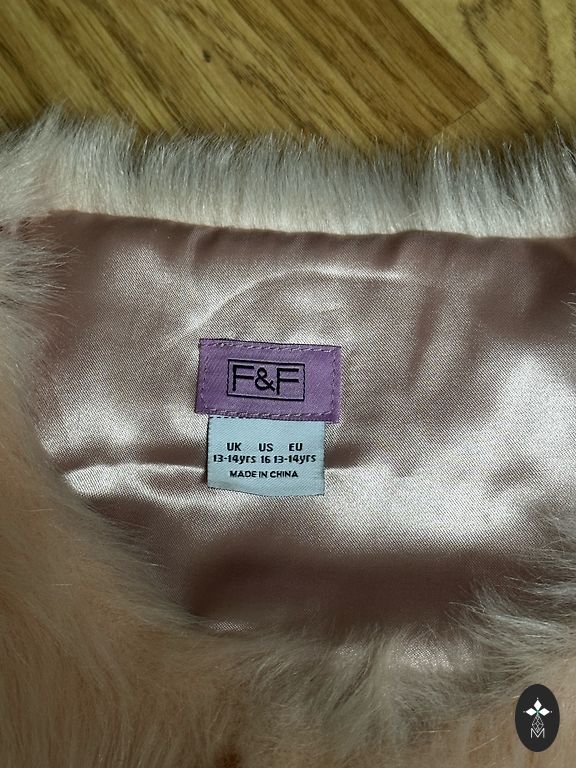 F&F
UK US EU
13-14yrs 16 13-14yrs
MADE IN CHINA